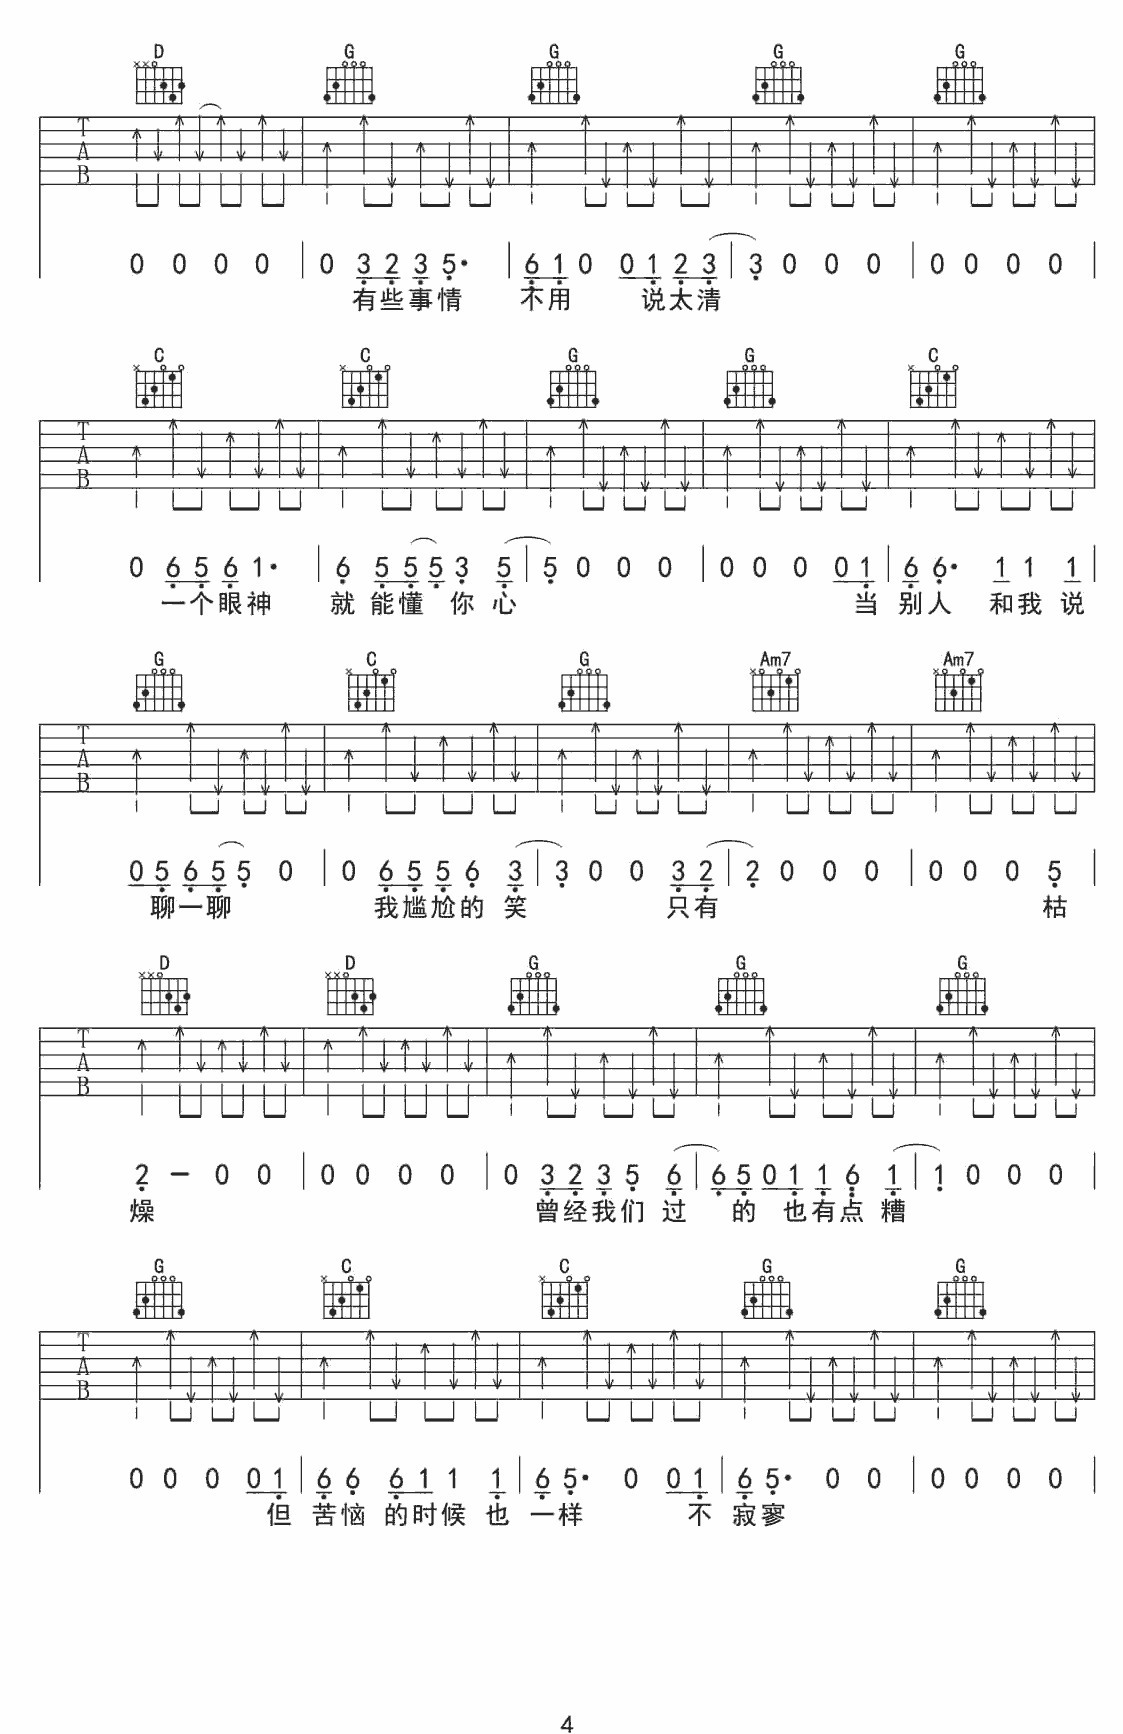 D G G G G
T
A
B
0 0 0 0 | 0 3 2 3 5· | 6 1 0 0 1 2 3 | 3 0 0 0 | 0 0 0 0 |
有些事情 不用 说太清
C C G G C
T
A
B
0 6 5 6 1· | 6 5 5 5 3 5 | 5 0 0 0 | 0 0 0 0 1 | 6 6· 1 1 1 |
一个眼神 就 能懂 你 心 当 别人 和我 说
G C G Am7 Am7
T
A
B
0 5 6 5 5 0 | 0 6 5 5 6 3 | 3 0 0 3 2 | 2 0 0 0 | 0 0 0 5 |
聊一聊 我尴尬的 笑 只有 枯
D D G G G
T
A
B
2 – 0 0 | 0 0 0 0 | 0 3 2 3 5 6 | 6 5 0 1 1 6 1 | 1 0 0 0 |
燥 曾经我们 过 的 也有点 糟
G C C G G
T
A
B
0 0 0 0 1 | 6 6 6 1 1 1 | 6 5· 0 0 1 | 6 5· 0 0 | 0 0 0 0 |
但 苦恼 的时候 也 一样 不 寂寥
4